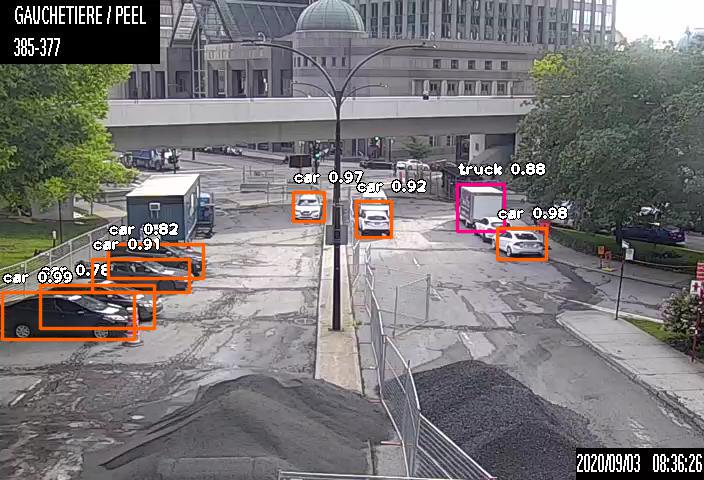 GAUCHETIERE / PEEL
385-377
car 0.97
car 0.92
truck 0.88
car 0.98
car 0.82
car 0.91
0.78
car 0.99
2020/09/03 08:36:26